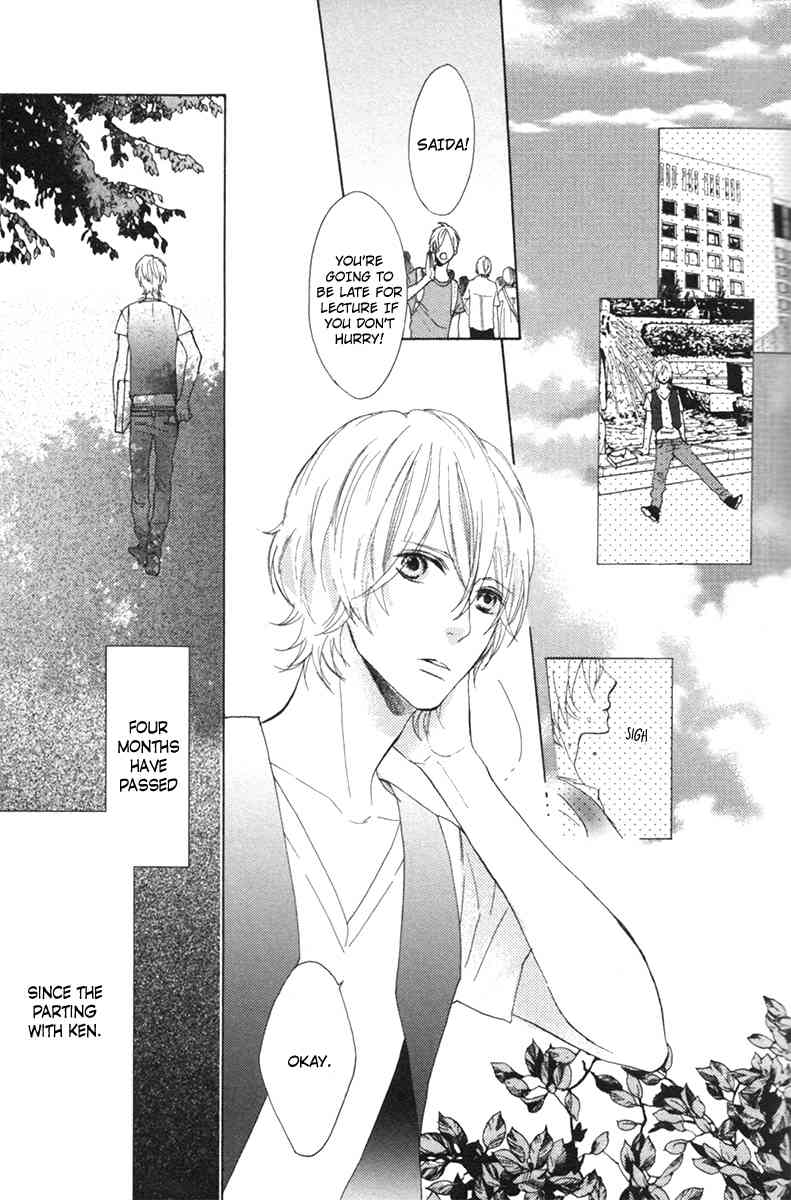 SIGH
SAIDA!
YOU'RE
GOING TO
BE LATE FOR
LECTURE IF
YOU DON'T
HURRY!
OKAY.
FOUR
MONTHS
HAVE
PASSED
SINCE THE
PARTING
WITH KEN.